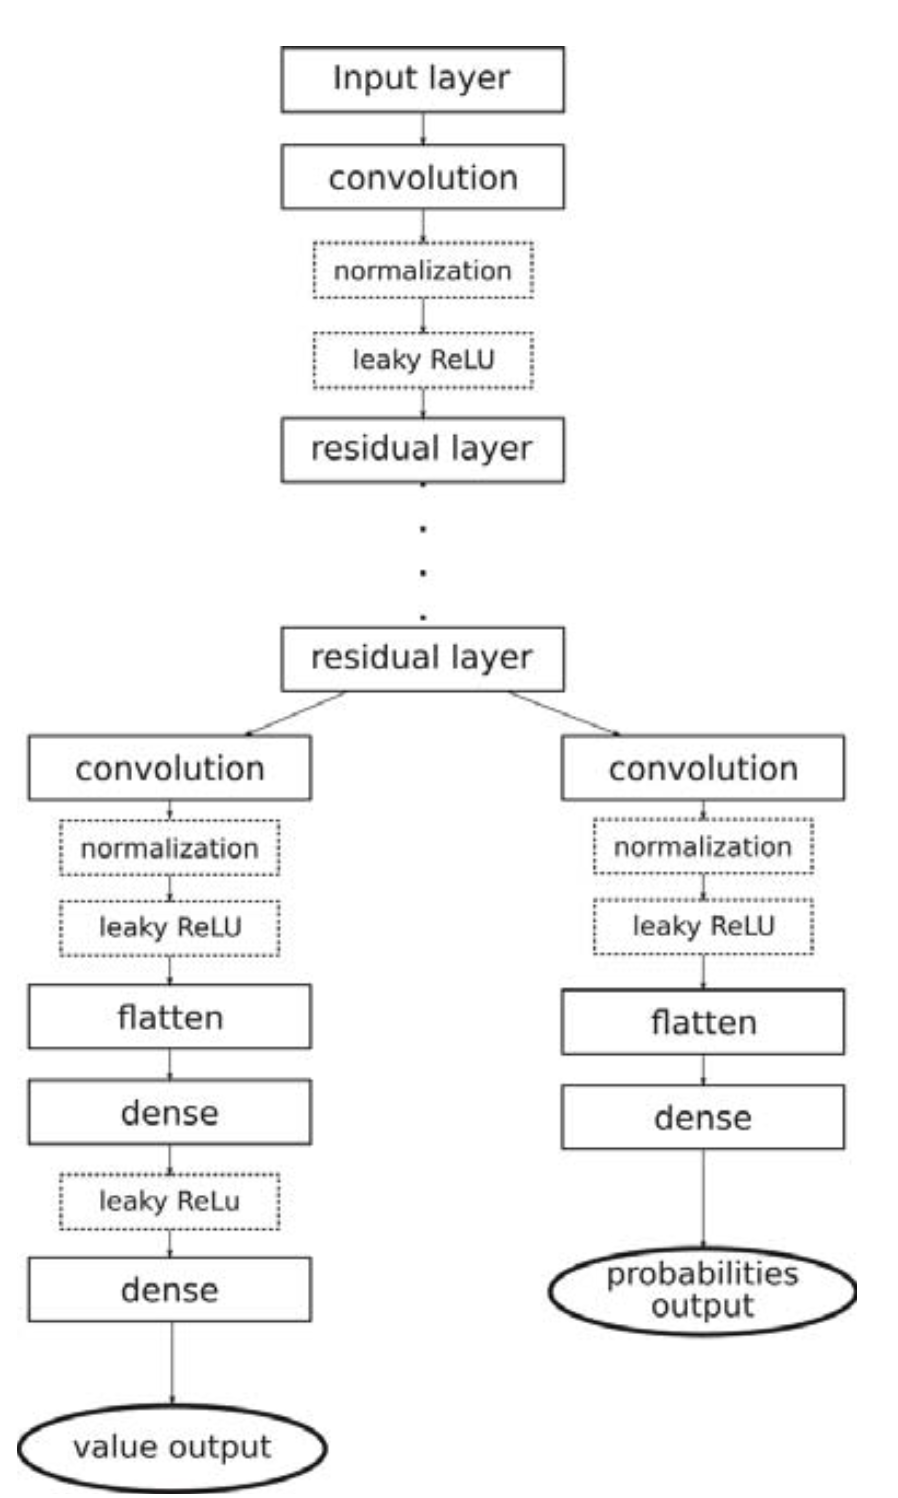 Input layer
convolution
normalization
leaky ReLU
residual layer
residual layer
convolution
normalization
leaky ReLU
flatten
dense
leaky ReLu
dense
value output
convolution
normalization
leaky ReLU
flatten
dense
probabilities
output